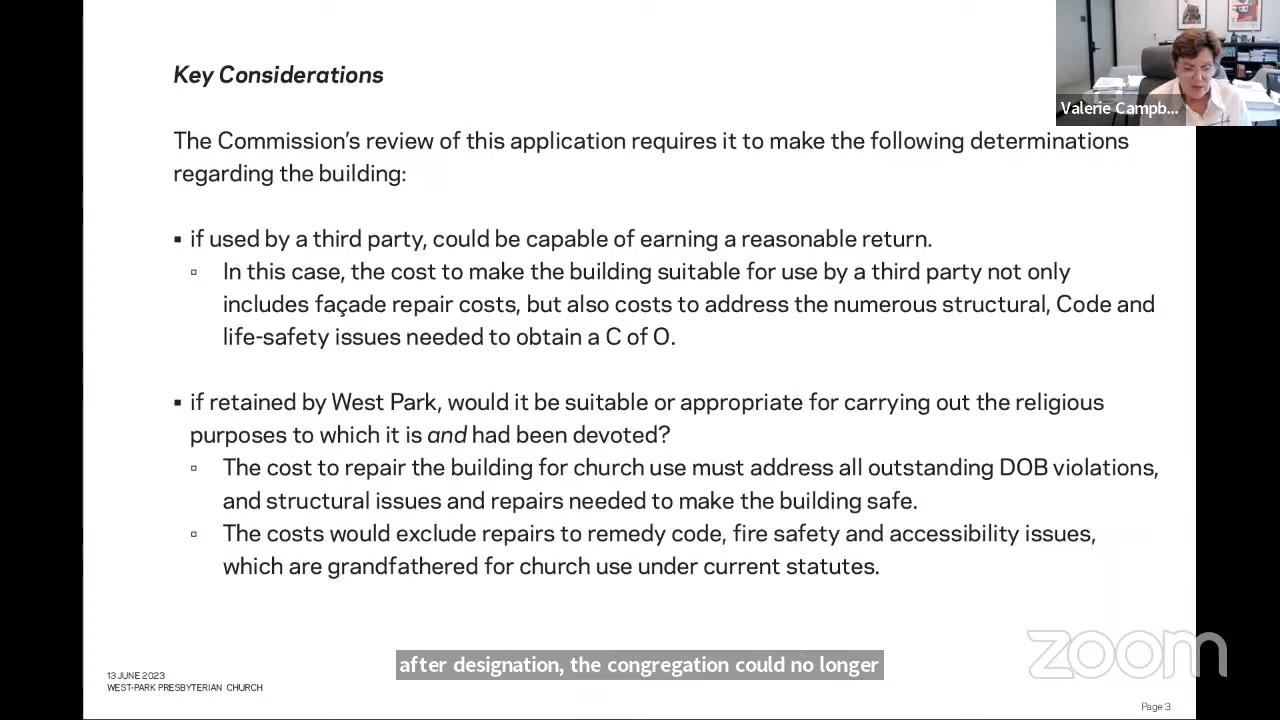 Key Considerations
Valerie Campb...
The Commission's review of this application requires it to make the following determinations
regarding the building:
▪ if used by a third party, could be capable of earning a reasonable return.
▫ In this case, the cost to make the building suitable for use by a third party not only
includes façade repair costs, but also costs to address the numerous structural, Code and
life-safety issues needed to obtain a C of O.
▪ if retained by West Park, would it be suitable or appropriate for carrying out the religious
purposes to which it is and had been devoted?
▫ The cost to repair the building for church use must address all outstanding DOB violations,
and structural issues and repairs needed to make the building safe.
▫ The costs would exclude repairs to remedy code, fire safety and accessibility issues,
which are grandfathered for church use under current statutes.
after designation, the congregation could no longer
zoom
13 JUNE 2023
WEST-PARK PRESBYTERIAN CHURCH
Page 3